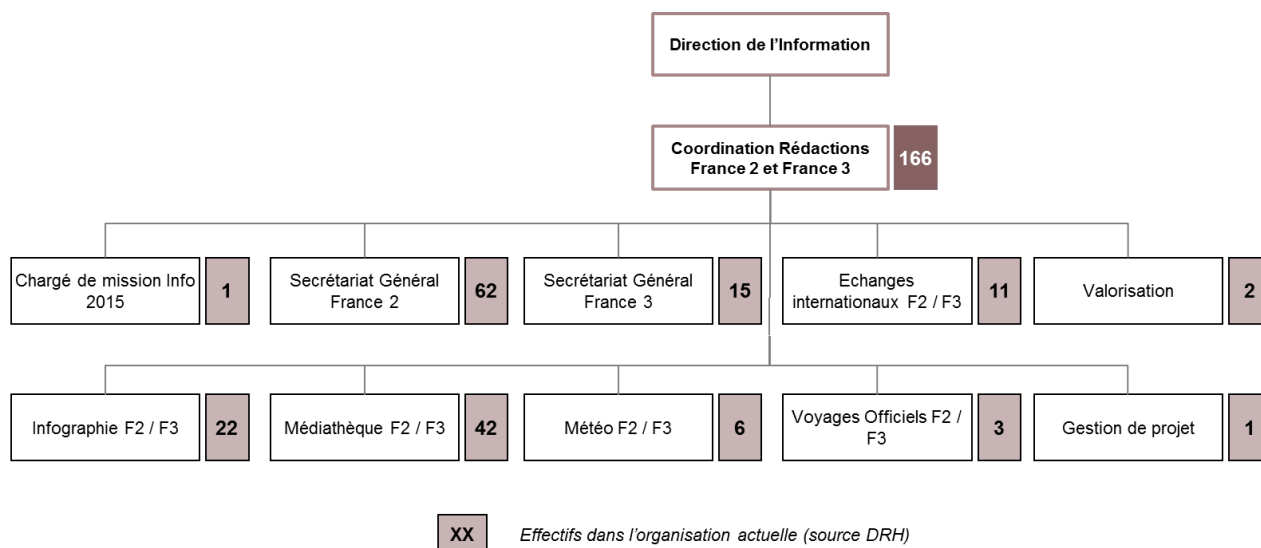 Direction de l'Information
Coordination Rédactions
France 2 et France 3
166
Chargé de mission Info
2015
1
Secrétariat Général
France 2
62
Secrétariat Général
France 3
15
Echanges
internationaux F2 / F3
11
Valorisation
2
Infographie F2 / F3
22
Médiathèque F2 / F3
42
Météo F2 / F3
6
Voyages Officiels F2 /
F3
3
Gestion de projet
1
XX
Effectifs dans l'organisation actuelle (source DRH)